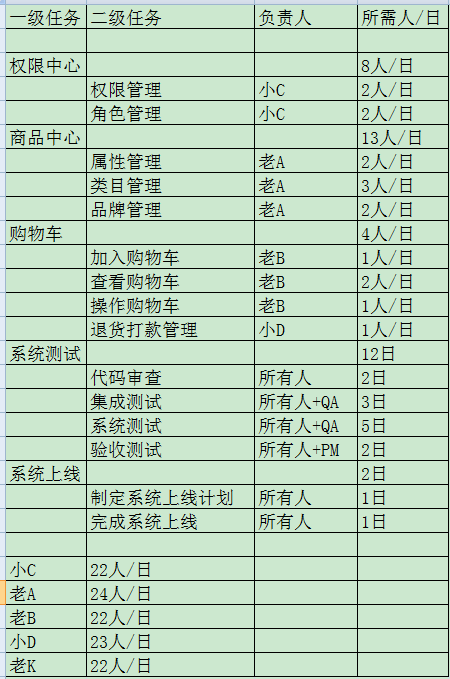 一级任务 二级任务 负责人 所需人/日
权限中心 8人/日
权限管理 小C 2人/日
角色管理 小C 2人/日
商品中心 13人/日
属性管理 老A 2人/日
类目管理 老A 3人/日
品牌管理 老A 2人/日
购物车 4人/日
加入购物车 老B 1人/日
查看购物车 老B 2人/日
操作购物车 老B 1人/日
退货打款管理 小D 1人/日
系统测试 12日
代码审查 所有人 2日
集成测试 所有人+QA 3日
系统测试 所有人+QA 5日
验收测试 所有人+PM 2日
系统上线 2日
制定系统上线计划 所有人 1日
完成系统上线 所有人 1日
小C 22人/日
老A 24人/日
老B 22人/日
小D 23人/日
老K 22人/日